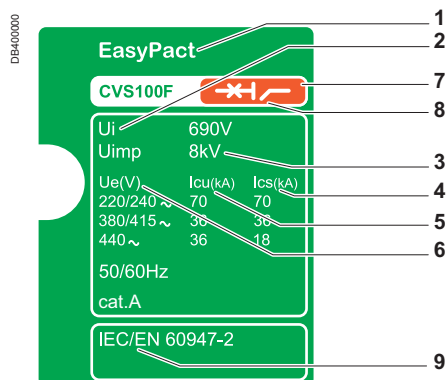 DB400000
EasyPact
1
2
CVS100F
7
8
Ui 690V
Uimp 8kV
3
Ue(V) Icu(kA) Ics(kA)
4
220/240 ~ 70 70
5
380/415 ~ 36 36
6
440 ~ 36 18
50/60Hz
cat.A
IEC/EN 60947-2
9